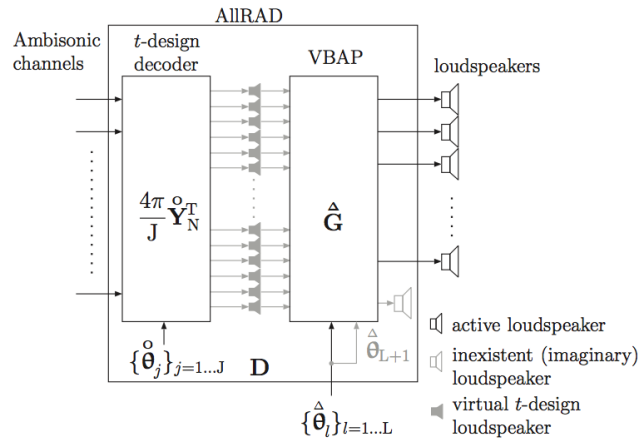 AllRAD
Ambisonic
channels
t-design
decoder
VBAP
loudspeakers
4π/J Y̊ᵀ_N
Ĝ
{θ̊_j}_{j=1...J}
D
θ̂_{L+1}
{θ̂_l}_{l=1...L}
active loudspeaker
inexistent (imaginary)
loudspeaker
virtual t-design
loudspeaker